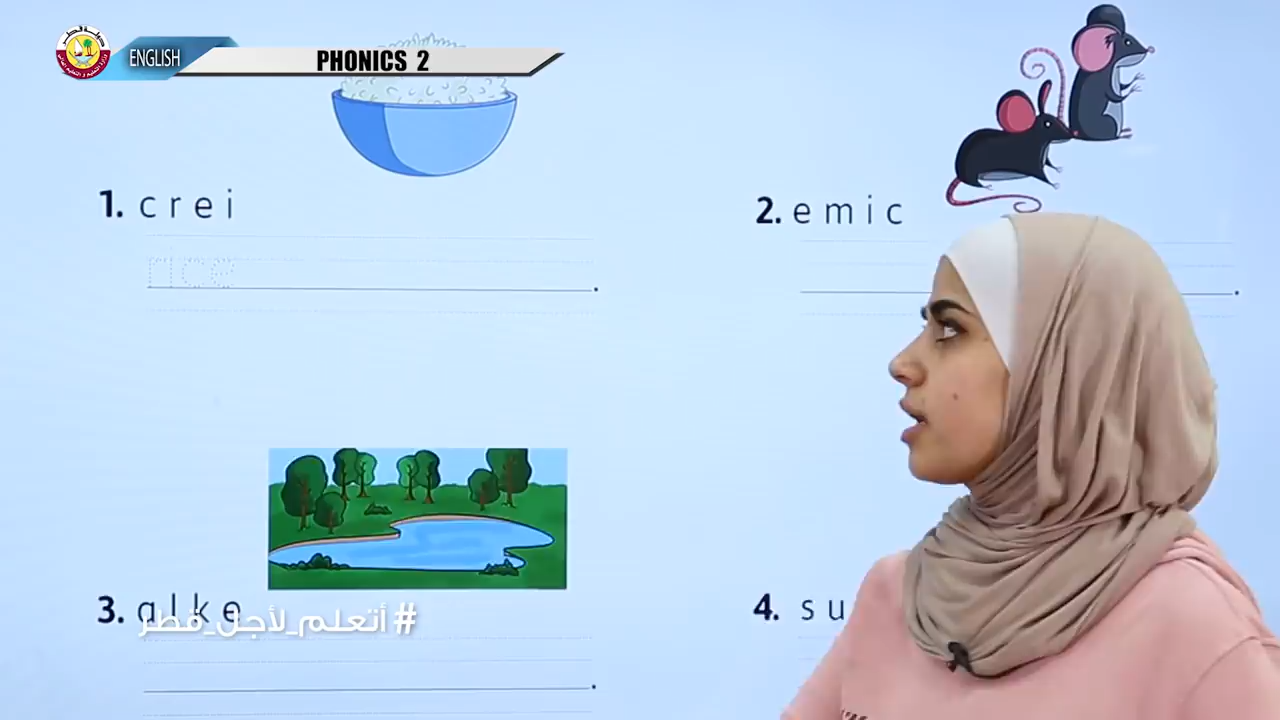 ENGLISH
PHONICS 2
1. c r e i
2. e m i c
rice
3. a l k e
4. s u
#أتعلم_لأجل_قطر